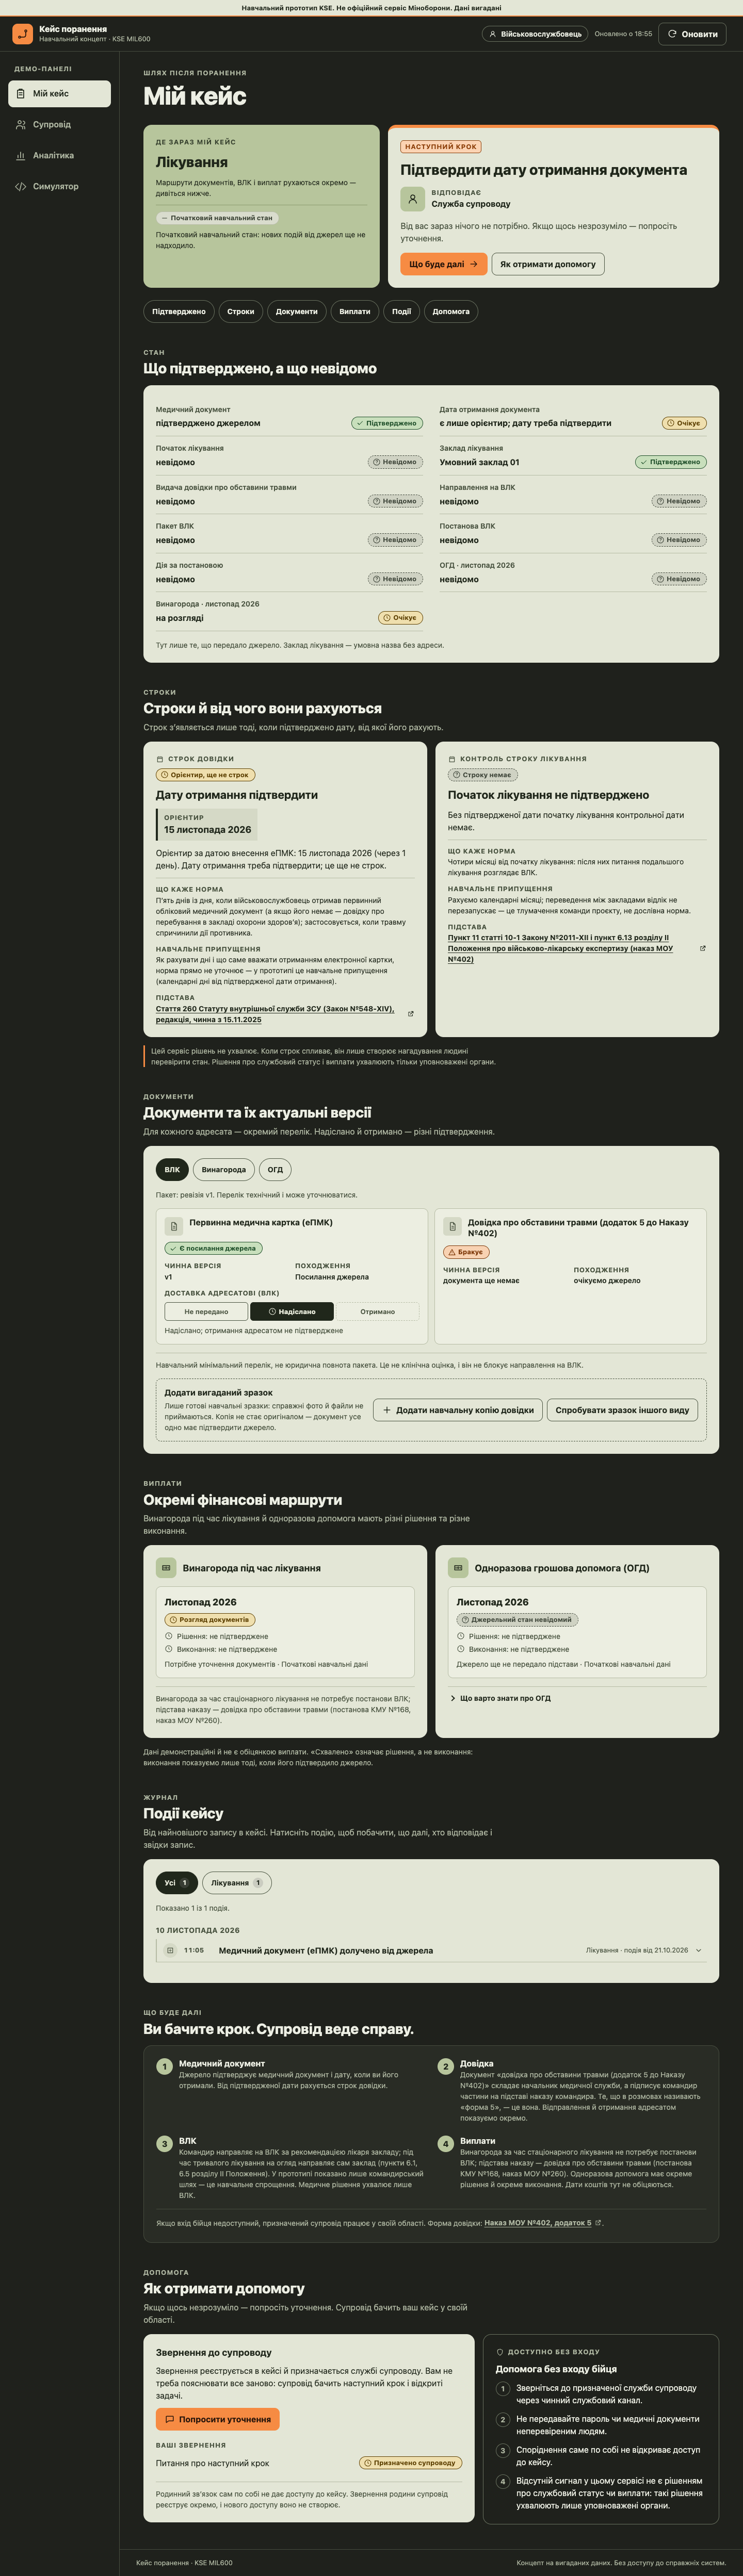 Навчальний прототип KSE. Не офіційний сервіс Міноборони. Дані вигадані
Кейс поранення
Навчальний концепт · KSE MIL600
Військовослужбовець
Оновлено о 18:55
Оновити
ДЕМО-ПАНЕЛІ
Мій кейс
Супровід
Аналітика
Симулятор
ШЛЯХ ПІСЛЯ ПОРАНЕННЯ
Мій кейс
ДЕ ЗАРАЗ МІЙ КЕЙС
Лікування
Маршрути документів, ВЛК і виплат рухаються окремо —
дивіться нижче.
— Початковий навчальний стан
Початковий навчальний стан: нових подій від джерел ще не
надходило.
НАСТУПНИЙ КРОК
Підтвердити дату отримання документа
ВІДПОВІДАЄ
Служба супроводу
Від вас зараз нічого не потрібно. Якщо щось незрозуміло — попросіть
уточнення.
Що буде далі →
Як отримати допомогу
Підтверджено
Строки
Документи
Виплати
Події
Допомога
СТАН
Що підтверджено, а що невідомо
Медичний документ
підтверджено джерелом
Підтверджено
Дата отримання документа
є лише орієнтир; дату треба підтвердити
Очікує
Початок лікування
невідомо
Невідомо
Заклад лікування
Умовний заклад 01
Підтверджено
Видача довідки про обставини травми
невідомо
Невідомо
Направлення на ВЛК
невідомо
Невідомо
Пакет ВЛК
невідомо
Невідомо
Постанова ВЛК
невідомо
Невідомо
Дія за постановою
невідомо
Невідомо
ОГД · листопад 2026
невідомо
Невідомо
Винагорода · листопад 2026
на розгляді
Очікує
Тут лише те, що передало джерело. Заклад лікування — умовна назва без адреси.
СТРОКИ
Строки й від чого вони рахуються
Строк з’являється лише тоді, коли підтверджено дату, від якої його рахують.
СТРОК ДОВІДКИ
Орієнтир, ще не строк
Дату отримання підтвердити
ОРІЄНТИР
15 листопада 2026
Орієнтир за датою внесення еПМК: 15 листопада 2026 (через 1
день). Дату отримання треба підтвердити; це ще не строк.
ЩО КАЖЕ НОРМА
П’ять днів із дня, коли військовослужбовець отримав первинний
обліковий медичний документ (а якщо його немає — довідку про
перебування в закладі охорони здоров’я); застосовується, коли травму
спричинили дії противника.
НАВЧАЛЬНЕ ПРИПУЩЕННЯ
Як рахувати дні і що саме вважати отриманням електронної картки,
норма прямо не уточнює — у прототипі це навчальне припущення
(календарні дні від підтвердженої дати отримання).
ПІДСТАВА
Стаття 260 Статуту внутрішньої служби ЗСУ (Закон №548-XIV),
редакція, чинна з 15.11.2025
КОНТРОЛЬ СТРОКУ ЛІКУВАННЯ
Строку немає
Початок лікування не підтверджено
Без підтвердженої дати початку лікування контрольної дати
немає.
ЩО КАЖЕ НОРМА
Чотири місяці від початку лікування: після них питання подальшого
лікування розглядає ВЛК.
НАВЧАЛЬНЕ ПРИПУЩЕННЯ
Рахуємо календарні місяці; переведення між закладами відлік не
перезапускає — це тлумачення команди проєкту, не дослівна норма.
ПІДСТАВА
Пункт 11 статті 10-1 Закону №2011-XII і пункт 6.13 розділу II
Положення про військово-лікарську експертизу (наказ МОУ
№402)
Цей сервіс рішень не ухвалює. Коли строк спливає, він лише створює нагадування людині
перевірити стан. Рішення про службовий статус і виплати ухвалюють тільки уповноважені органи.
ДОКУМЕНТИ
Документи та їх актуальні версії
Для кожного адресата — окремий перелік. Надіслано й отримано — різні підтвердження.
ВЛК
Винагорода
ОГД
Пакет: ревізія v1. Перелік технічний і може уточнюватися.
Первинна медична картка (еПМК)
Є посилання джерела
ЧИННА ВЕРСІЯ
v1
ПОХОДЖЕННЯ
Посилання джерела
ДОСТАВКА АДРЕСАТОВІ (ВЛК)
Не передано
Надіслано
Отримано
Надіслано; отримання адресатом не підтверджене
Довідка про обставини травми (додаток 5 до Наказу
№402)
Бракує
ЧИННА ВЕРСІЯ
документа ще немає
ПОХОДЖЕННЯ
очікуємо джерело
Навчальний мінімальний перелік, не юридична повнота пакета. Це не клінічна оцінка, і він не блокує направлення на ВЛК.
Додати вигаданий зразок
Лише готові навчальні зразки: справжні фото й файли не
приймаються. Копія не стає оригіналом — документ усе
одно має підтвердити джерело.
+ Додати навчальну копію довідки
Спробувати зразок іншого виду
ВИПЛАТИ
Окремі фінансові маршрути
Винагорода під час лікування й одноразова допомога мають різні рішення та різне
виконання.
Винагорода під час лікування
Листопад 2026
Розгляд документів
Рішення: не підтверджене
Виконання: не підтверджене
Потрібне уточнення документів · Початкові навчальні дані
Винагорода за час стаціонарного лікування не потребує постанови ВЛК;
підстава наказу — довідка про обставини травми (постанова КМУ №168,
наказ МОУ №260).
Одноразова грошова допомога (ОГД)
Листопад 2026
Джерельний стан невідомий
Рішення: не підтверджене
Виконання: не підтверджене
Джерело ще не передало підстави · Початкові навчальні дані
Що варто знати про ОГД
Дані демонстраційні й не є обіцянкою виплати. «Схвалено» означає рішення, а не виконання:
виконання показуємо лише тоді, коли його підтвердило джерело.
ЖУРНАЛ
Події кейсу
Від найновішого запису в кейсі. Натисніть подію, щоб побачити, що далі, хто відповідає і
звідки запис.
Усі 1
Лікування 1
Показано 1 із 1 подія.
10 ЛИСТОПАДА 2026
11:05
Медичний документ (еПМК) долучено від джерела
Лікування · подія від 21.10.2026
ЩО БУДЕ ДАЛІ
Ви бачите крок. Супровід веде справу.
1
Медичний документ
Джерело підтверджує медичний документ і дату, коли ви його
отримали. Від підтвердженої дати рахується строк довідки.
2
Довідка
Документ «довідка про обставини травми (додаток 5 до Наказу
№402)» складає начальник медичної служби, а підписує командир
частини на підставі наказу командира. Те, що в розмовах називають
«форма 5», — це вона. Відправлення й отримання адресатом
показуємо окремо.
3
ВЛК
Командир направляє на ВЛК за рекомендацією лікаря закладу; під
час тривалого лікування на огляд направляє сам заклад (пункти 6.1,
6.5 розділу II Положення). У прототипі показано лише командирський
шлях — це навчальне спрощення. Медичне рішення ухвалює лише
ВЛК.
4
Виплати
Винагорода за час стаціонарного лікування не потребує постанови
ВЛК; підстава наказу — довідка про обставини травми (постанова
КМУ №168, наказ МОУ №260). Одноразова допомога має окреме
рішення й окреме виконання. Дати коштів тут не обіцяються.
Якщо вхід бійця недоступний, призначений супровід працює у своїй області. Форма довідки: Наказ МОУ №402, додаток 5 .
ДОПОМОГА
Як отримати допомогу
Якщо щось незрозуміло — попросіть уточнення. Супровід бачить ваш кейс у своїй
області.
Звернення до супроводу
Звернення реєструється в кейсі й призначається службі супроводу. Вам не
треба пояснювати все заново: супровід бачить наступний крок і відкриті
задачі.
Попросити уточнення
ВАШІ ЗВЕРНЕННЯ
Питання про наступний крок
Призначено супроводу
Родинний зв’язок сам по собі не дає доступу до кейсу. Звернення родини супровід
реєструє окремо, і нового доступу воно не створює.
ДОСТУПНО БЕЗ ВХОДУ
Допомога без входу бійця
1
Зверніться до призначеної служби супроводу
через чинний службовий канал.
2
Не передавайте пароль чи медичні документи
неперевіреним людям.
3
Споріднення саме по собі не відкриває доступ
до кейсу.
4
Відсутній сигнал у цьому сервісі не є рішенням
про службовий статус чи виплати: такі рішення
ухвалюють лише уповноважені органи.
Кейс поранення · KSE MIL600
Концепт на вигаданих даних. Без доступу до справжніх систем.